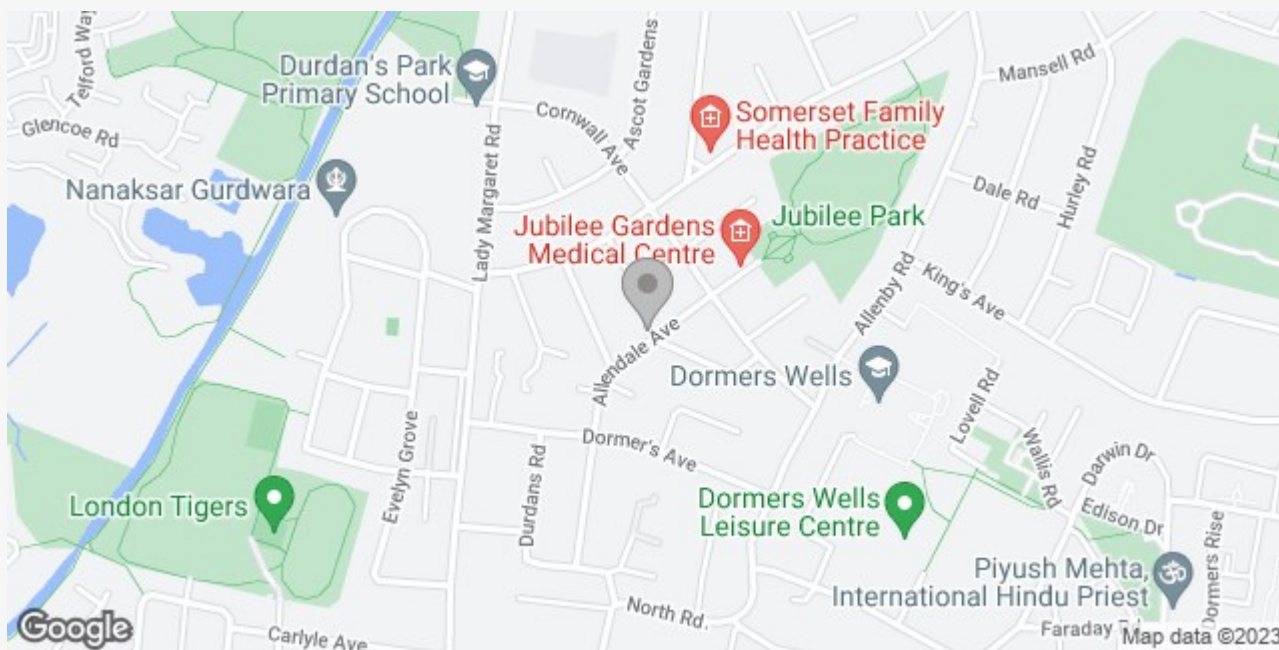 Telford Way
Glencoe Rd
Durdan's Park
Primary School
Nanaksar Gurdwara
Lady Margaret Rd
Cornwall Ave
Ascot Gardens
Somerset Family
Health Practice
Jubilee Gardens
Medical Centre
Jubilee Park
Mansell Rd
Dale Rd
Hurley Rd
King's Ave
Allenby Rd
Allendale Ave
Dormers Wells
Lovell Rd
Wallis Rd
Darwin Dr
Edison Dr
Dormers Rise
Evelyn Grove
Durdans Rd
Dormer's Ave
London Tigers
Dormers Wells
Leisure Centre
Piyush Mehta,
International Hindu Priest
North Rd.
Carlyle Ave
Faraday Rd
Google
Map data ©2023